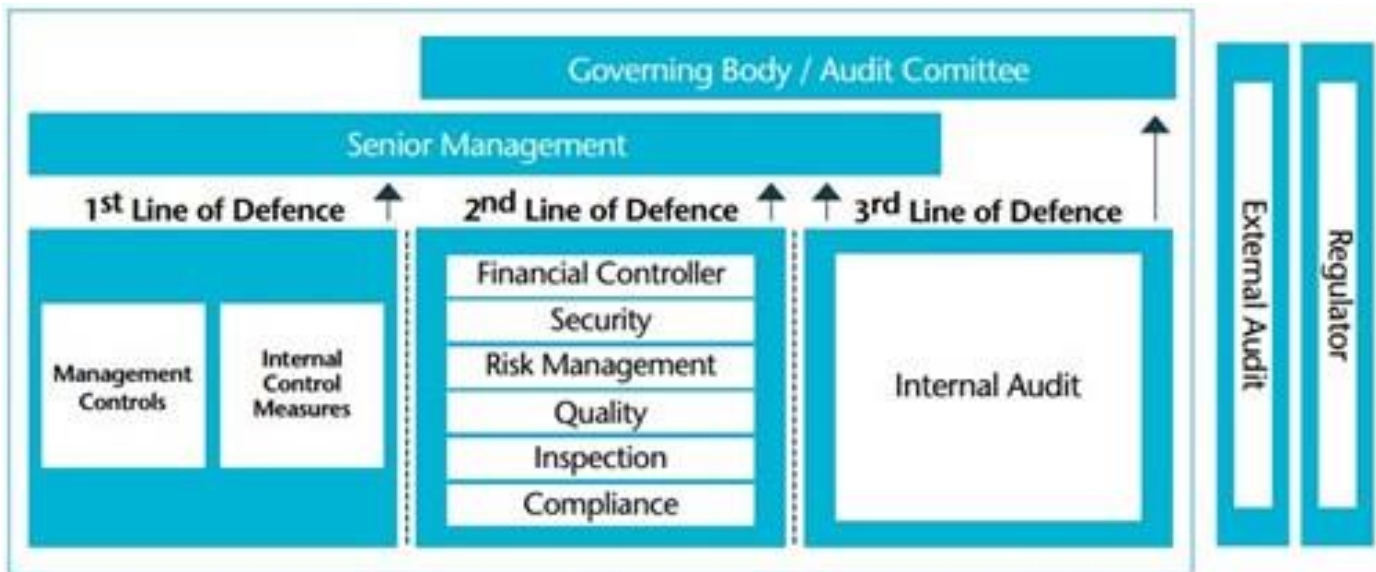 Governing Body / Audit Comittee
Senior Management
1st Line of Defence
2nd Line of Defence
3rd Line of Defence
Management
Controls
Internal
Control
Measures
Financial Controller
Security
Risk Management
Quality
Inspection
Compliance
Internal Audit
External Audit
Regulator